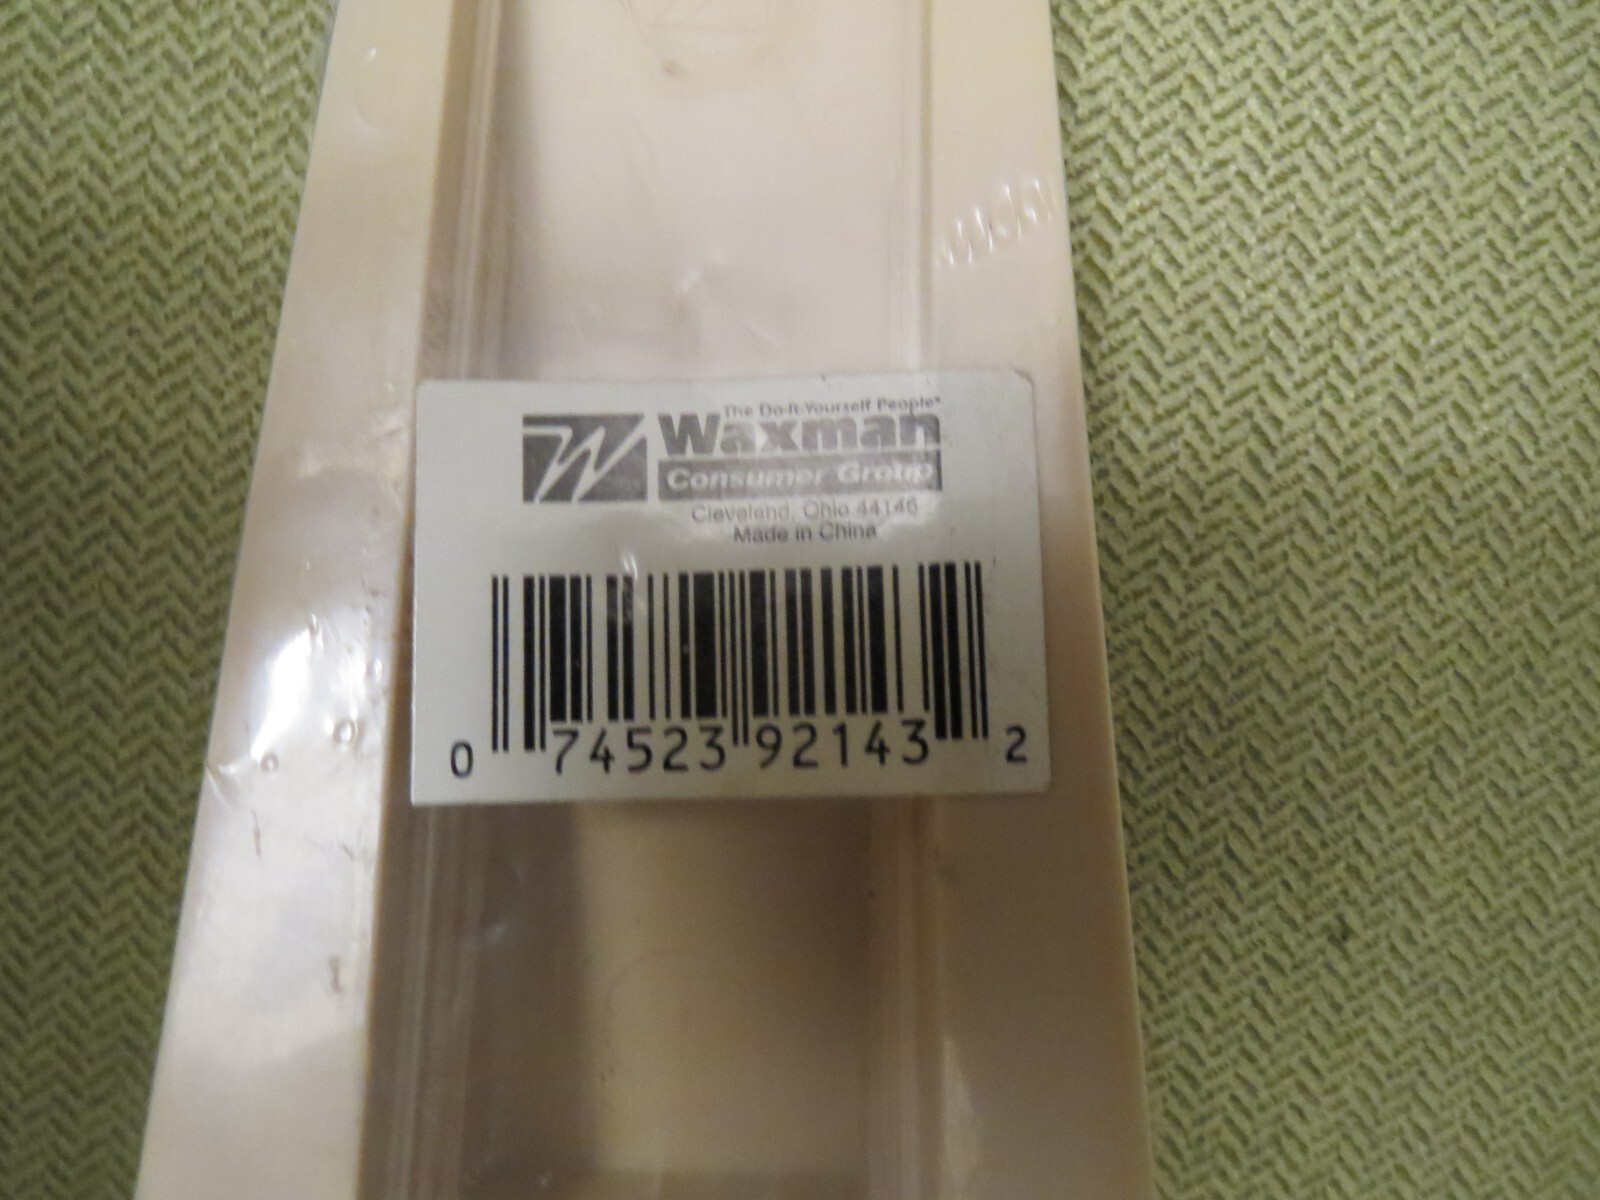 The Do-It-Yourself People®
W Waxman
Consumer Group
Cleveland, Ohio 44146
Made in China
0 74523 92143 2